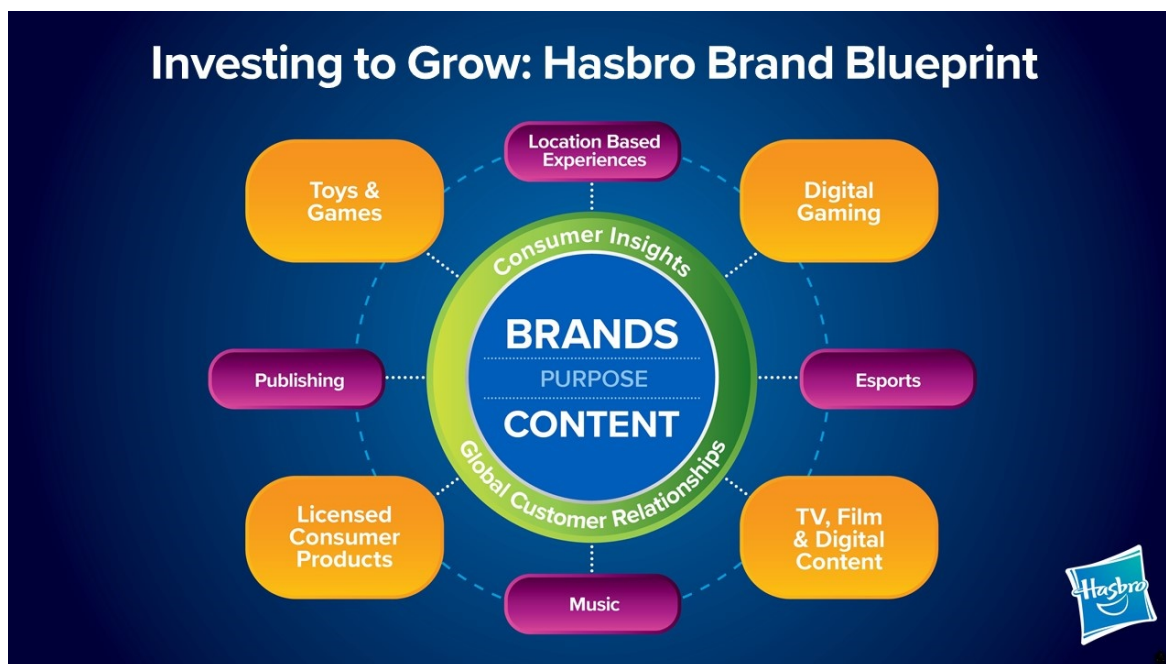 Investing to Grow: Hasbro Brand Blueprint
Location Based
Experiences
Toys &
Games
Digital
Gaming
Consumer Insights
BRANDS
PURPOSE
CONTENT
Global Customer Relationships
Publishing
Esports
Licensed
Consumer
Products
TV, Film
& Digital
Content
Music
Hasbro